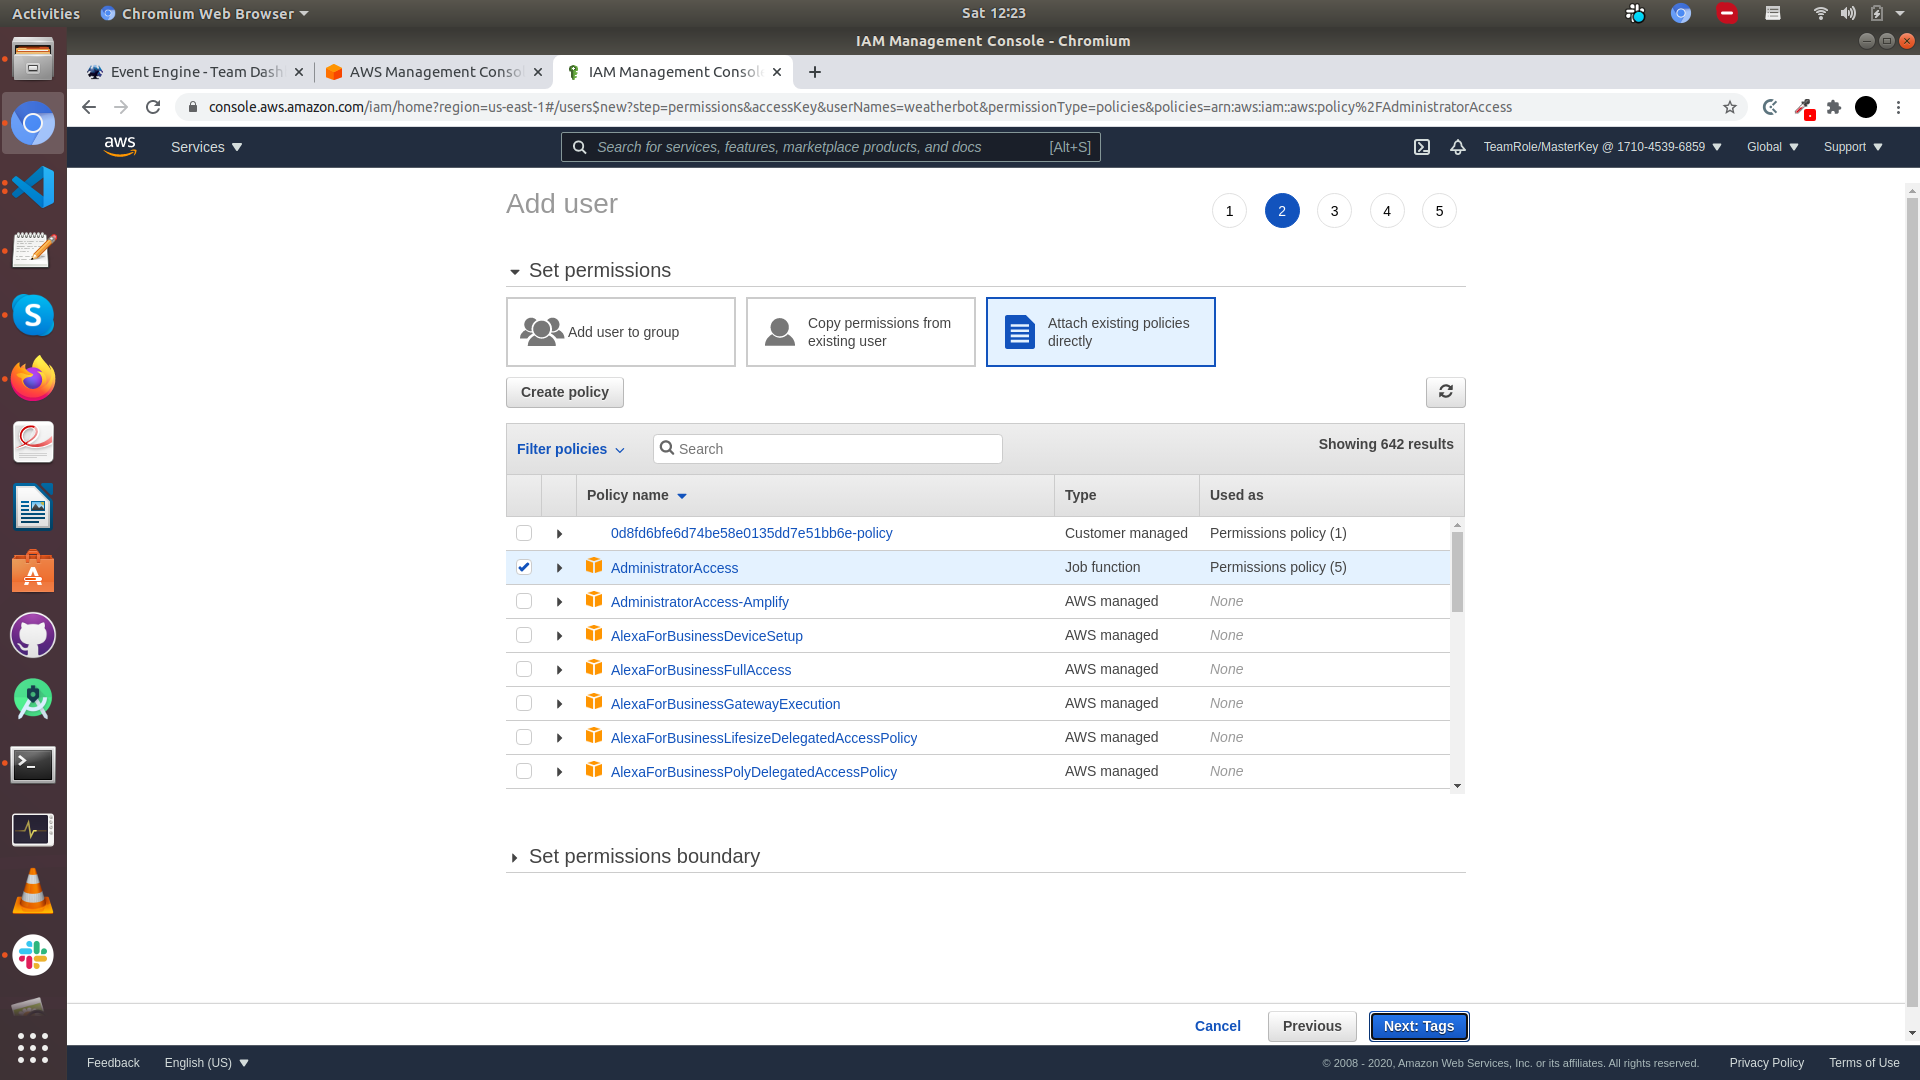 Activities Chromium Web Browser Sat 12:23
IAM Management Console - Chromium
Event Engine - Team Dash AWS Management Conso IAM Management Consol
console.aws.amazon.com/iam/home?region=us-east-1#/users$new?step=permissions&accessKey&userNames=weatherbot&permissionType=policies&policies=arn:aws:iam::aws:policy%2FAdministratorAccess
aws Services Search for services, features, marketplace products, and docs [Alt+S] TeamRole/MasterKey @ 1710-4539-6859 Global Support
Add user 1 2 3 4 5
Set permissions
Add user to group
Copy permissions from
existing user
Attach existing policies
directly
Create policy
Filter policies Search Showing 642 results
Policy name Type Used as
0d8fd6bfe6d74be58e0135dd7e51bb6e-policy Customer managed Permissions policy (1)
AdministratorAccess Job function Permissions policy (5)
AdministratorAccess-Amplify AWS managed None
AlexaForBusinessDeviceSetup AWS managed None
AlexaForBusinessFullAccess AWS managed None
AlexaForBusinessGatewayExecution AWS managed None
AlexaForBusinessLifesizeDelegatedAccessPolicy AWS managed None
AlexaForBusinessPolyDelegatedAccessPolicy AWS managed None
Set permissions boundary
Cancel Previous Next: Tags
Feedback English (US) © 2008 - 2020, Amazon Web Services, Inc. or its affiliates. All rights reserved. Privacy Policy Terms of Use